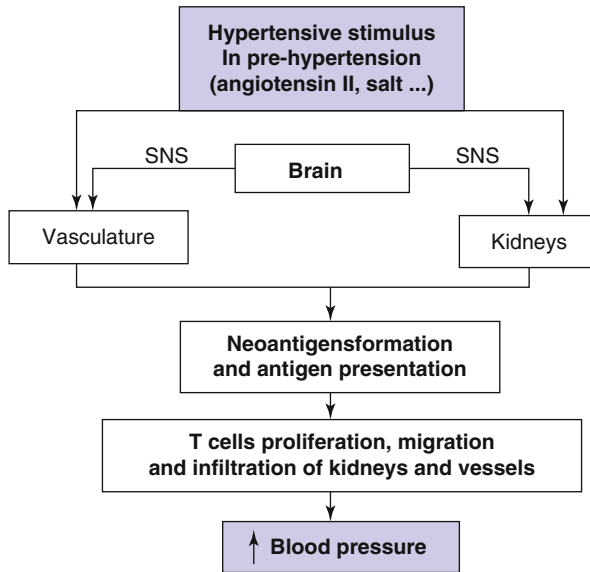 Hypertensive stimulus
In pre-hypertension
(angiotensin II, salt ...)
SNS
Brain
SNS
Vasculature
Kidneys
Neoantigensformation
and antigen presentation
T cells proliferation, migration
and infiltration of kidneys and vessels
↑ Blood pressure